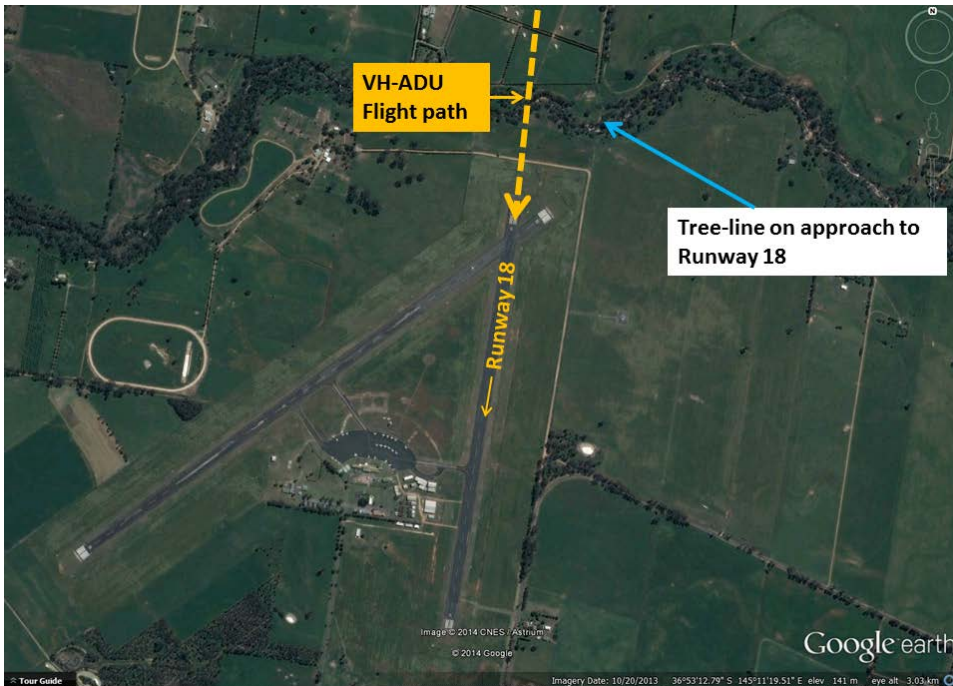 N
VH-ADU
Flight path
Tree-line on approach to
Runway 18
Runway 18
Image © 2014 CNES / Astrium
© 2014 Google
Google earth
Tour Guide
Imagery Date: 10/20/2013 36°53'12.79" S 145°11'19.51" E elev 141 m eye alt 3.03 km